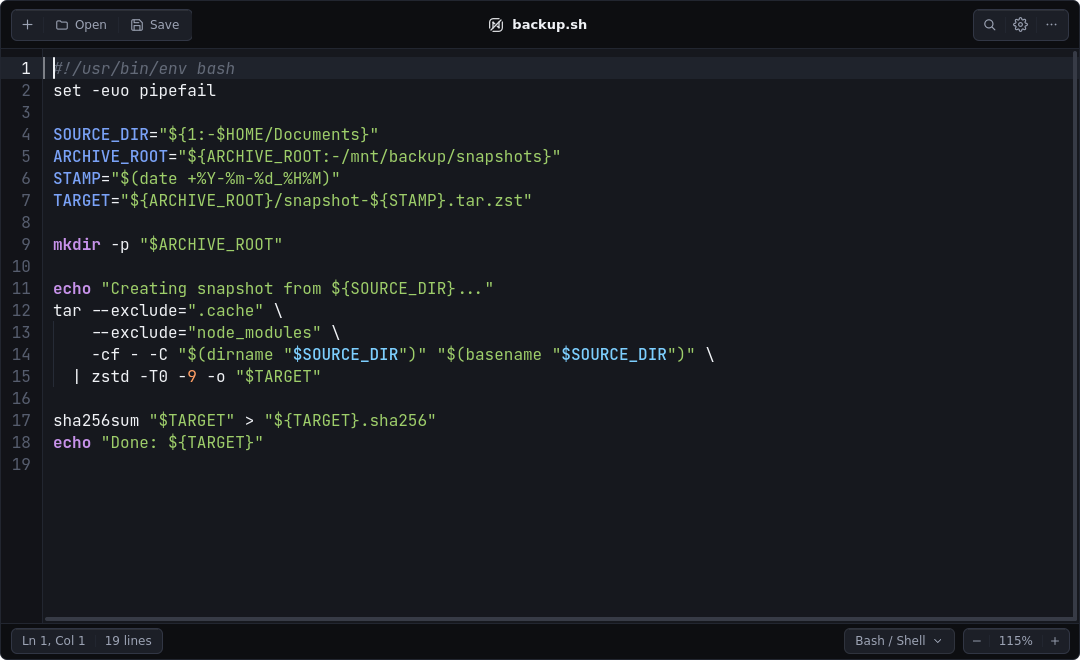 Open Save backup.sh
1 #!/usr/bin/env bash
2 set -euo pipefail
3
4 SOURCE_DIR="${1:-$HOME/Documents}"
5 ARCHIVE_ROOT="${ARCHIVE_ROOT:-/mnt/backup/snapshots}"
6 STAMP="$(date +%Y-%m-%d_%H%M)"
7 TARGET="${ARCHIVE_ROOT}/snapshot-${STAMP}.tar.zst"
8
9 mkdir -p "$ARCHIVE_ROOT"
10
11 echo "Creating snapshot from ${SOURCE_DIR}..."
12 tar --exclude=".cache" \
13     --exclude="node_modules" \
14     -cf - -C "$(dirname "$SOURCE_DIR")" "$(basename "$SOURCE_DIR")" \
15   | zstd -T0 -9 -o "$TARGET"
16
17 sha256sum "$TARGET" > "${TARGET}.sha256"
18 echo "Done: ${TARGET}"
19
Ln 1, Col 1 19 lines Bash / Shell − 115% +